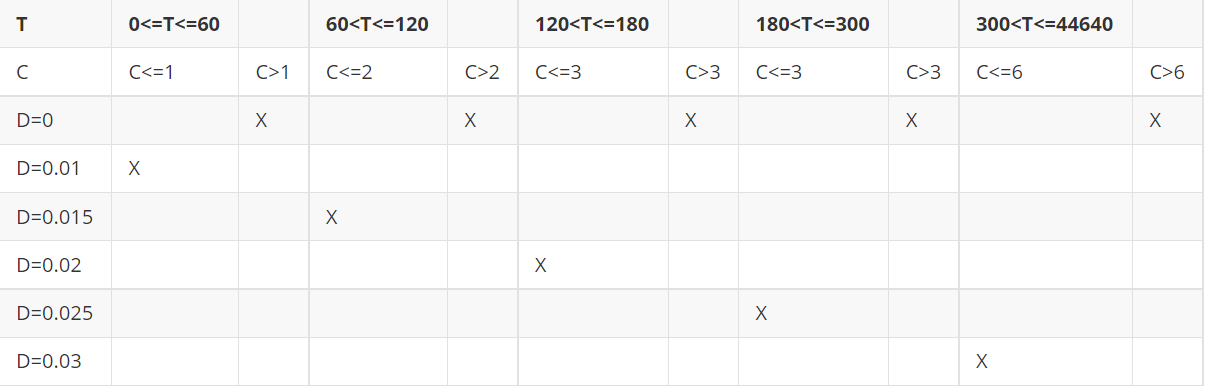 T 0<=T<=60 60<T<=120 120<T<=180 180<T<=300 300<T<=44640
C C<=1 C>1 C<=2 C>2 C<=3 C>3 C<=3 C>3 C<=6 C>6
D=0 X X X X X
D=0.01 X
D=0.015 X
D=0.02 X
D=0.025 X
D=0.03 X